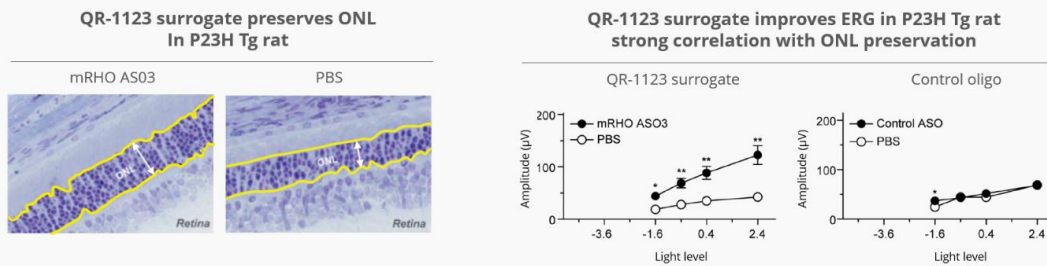 QR-1123 surrogate preserves ONL
In P23H Tg rat
mRHO AS03
PBS
ONL
Retina
ONL
Retina
QR-1123 surrogate improves ERG in P23H Tg rat
strong correlation with ONL preservation
QR-1123 surrogate
Amplitude (µV)
200
100
0
mRHO ASO3
PBS
*
**
**
**
-3.6
-1.6
0.4
2.4
Light level
Control oligo
Amplitude (µV)
200
100
0
Control ASO
PBS
*
-3.6
-1.6
0.4
2.4
Light level